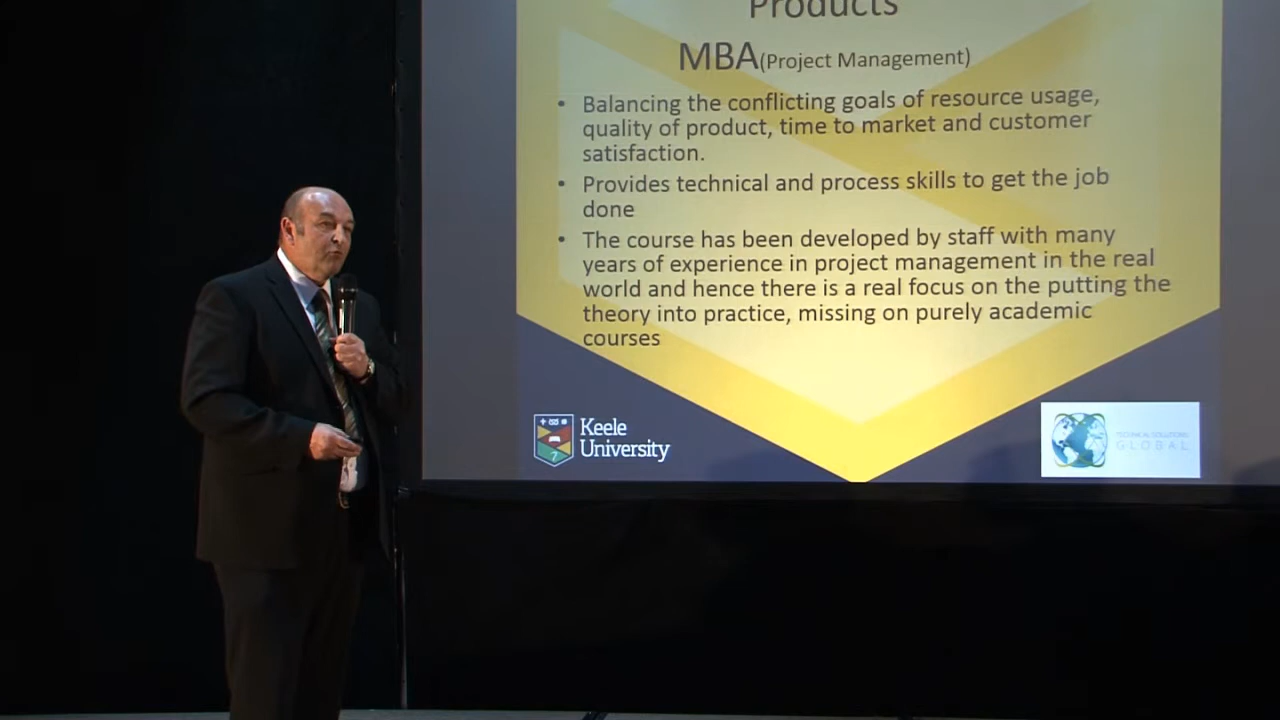 Products
MBA(Project Management)
• Balancing the conflicting goals of resource usage,
quality of product, time to market and customer
satisfaction.
• Provides technical and process skills to get the job
done
• The course has been developed by staff with many
years of experience in project management in the real
world and hence there is a real focus on the putting the
theory into practice, missing on purely academic
courses
Keele
University
TECHNICAL SOLUTIONS
GLOBAL